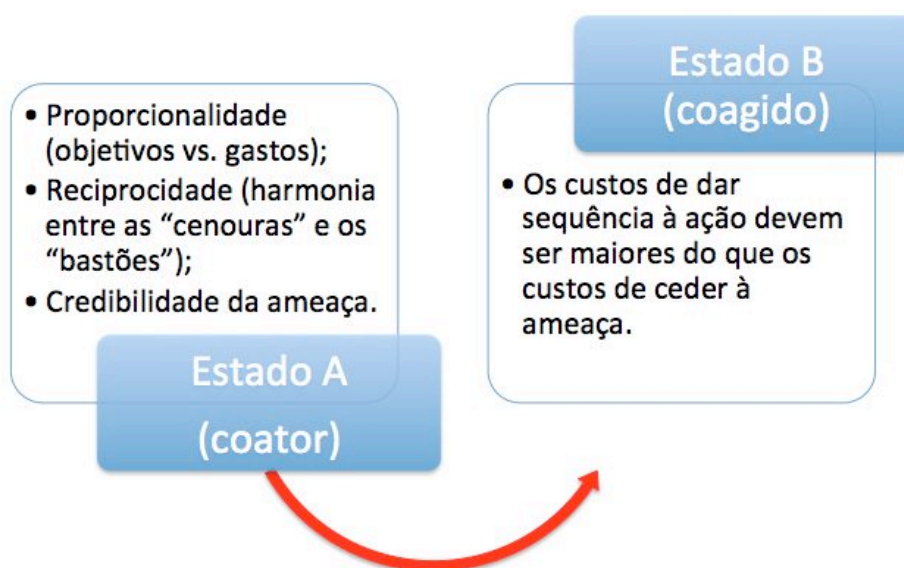 • Proporcionalidade
(objetivos vs. gastos);
• Reciprocidade (harmonia
entre as “cenouras” e os
“bastões”);
• Credibilidade da ameaça.
Estado A
(coator)
Estado B
(coagido)
• Os custos de dar
sequência à ação devem
ser maiores do que os
custos de ceder à
ameaça.